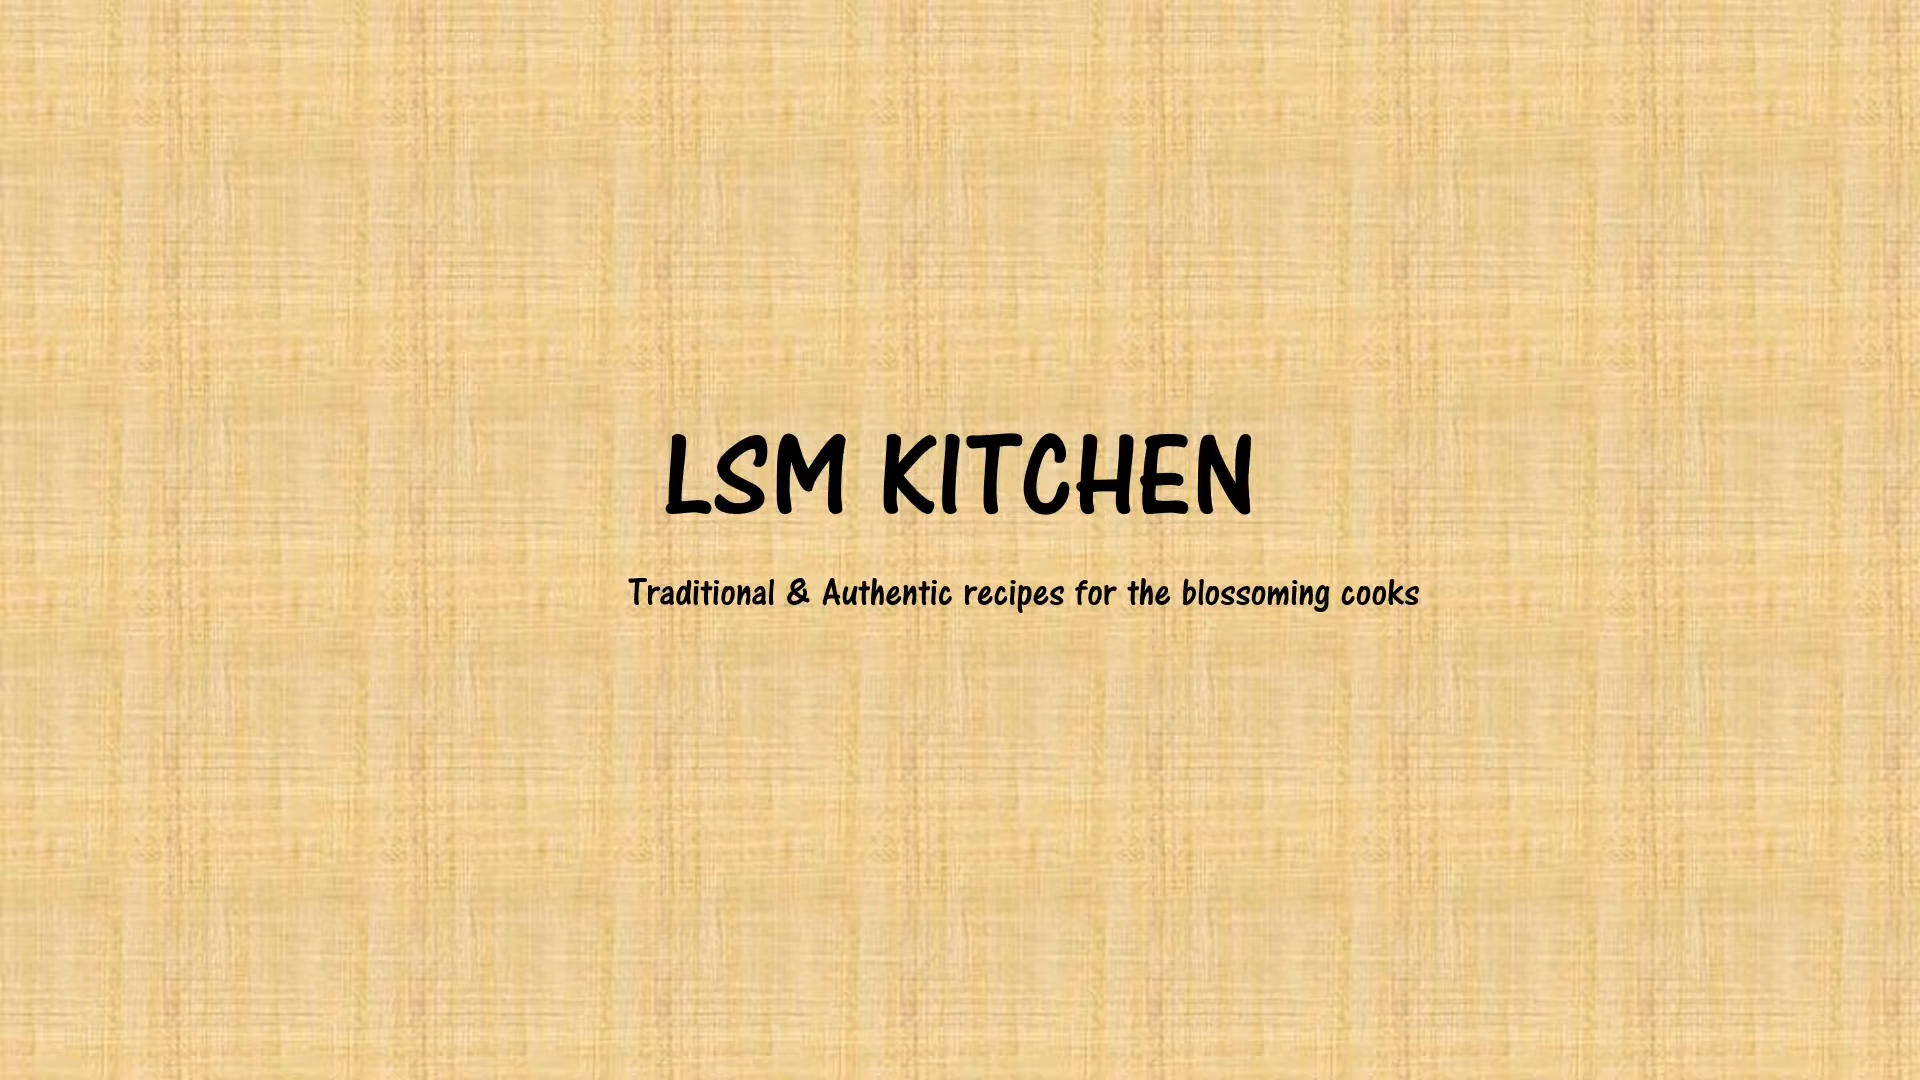 LSM KITCHEN
Traditional & Authentic recipes for the blossoming cooks